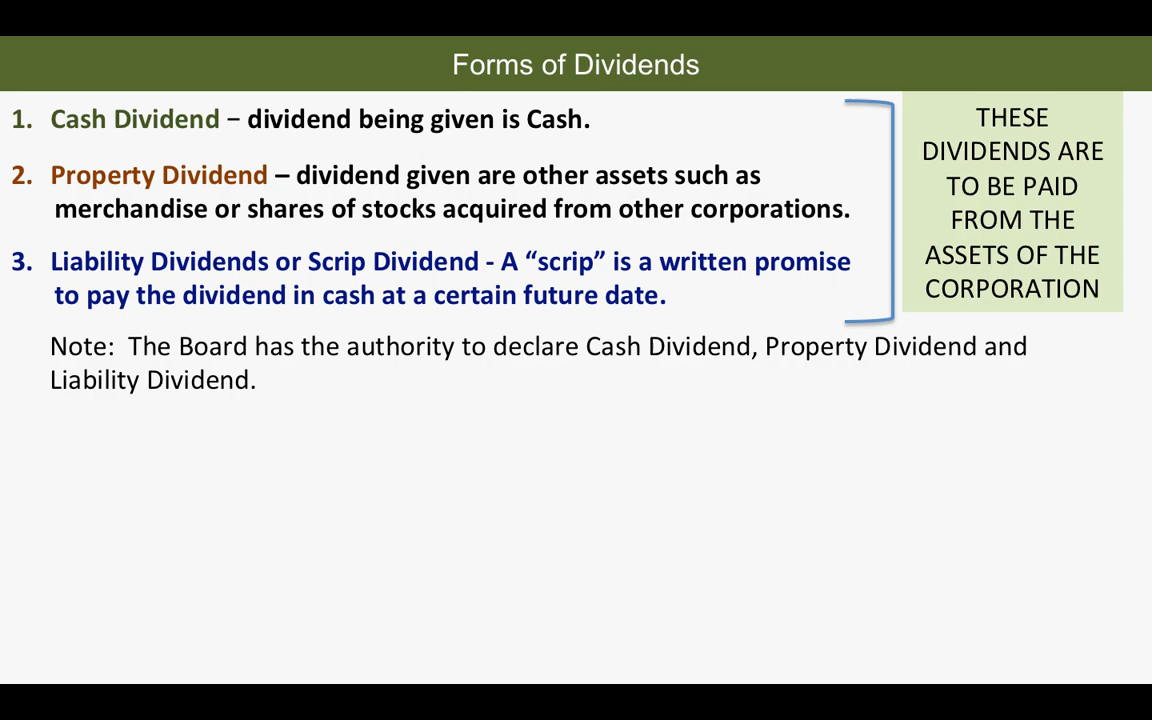 Forms of Dividends
1. Cash Dividend – dividend being given is Cash.
2. Property Dividend – dividend given are other assets such as
merchandise or shares of stocks acquired from other corporations.
3. Liability Dividends or Scrip Dividend - A “scrip” is a written promise
to pay the dividend in cash at a certain future date.
THESE
DIVIDENDS ARE
TO BE PAID
FROM THE
ASSETS OF THE
CORPORATION
Note: The Board has the authority to declare Cash Dividend, Property Dividend and
Liability Dividend.